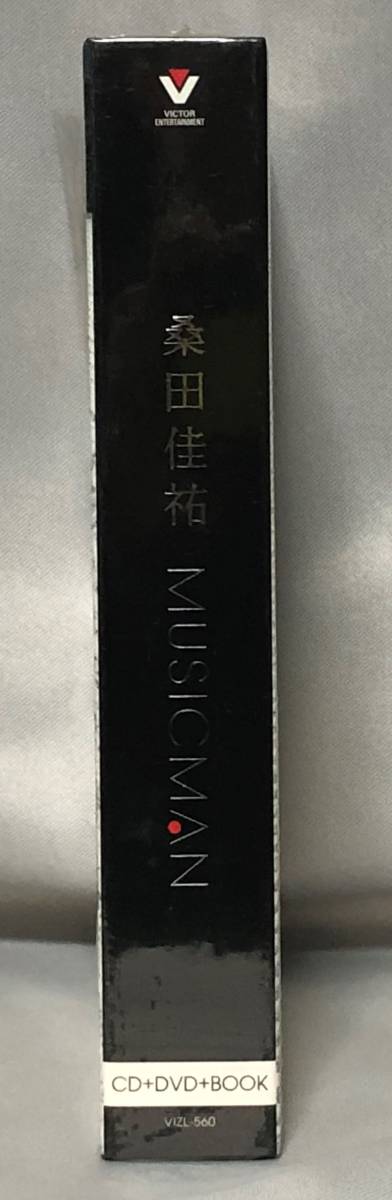 VICTOR
ENTERTAINMENT
桑田佳祐 MUSICMAN
CD+DVD+BOOK
VIZL-560